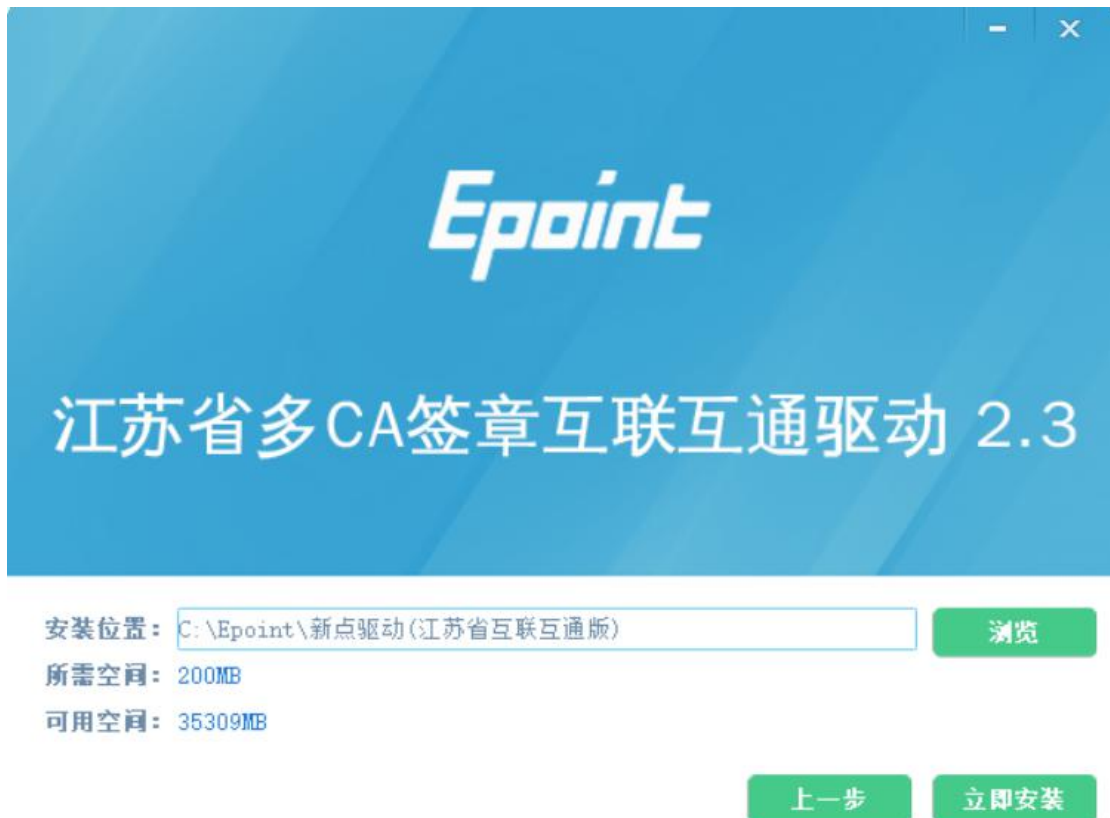 Epoint
江苏省多CA签章互联互通驱动 2.3
安装位置： C:\Epoint\新点驱动(江苏省互联互通版) 浏览
所需空间： 200MB
可用空间： 35309MB
上一步 立即安装